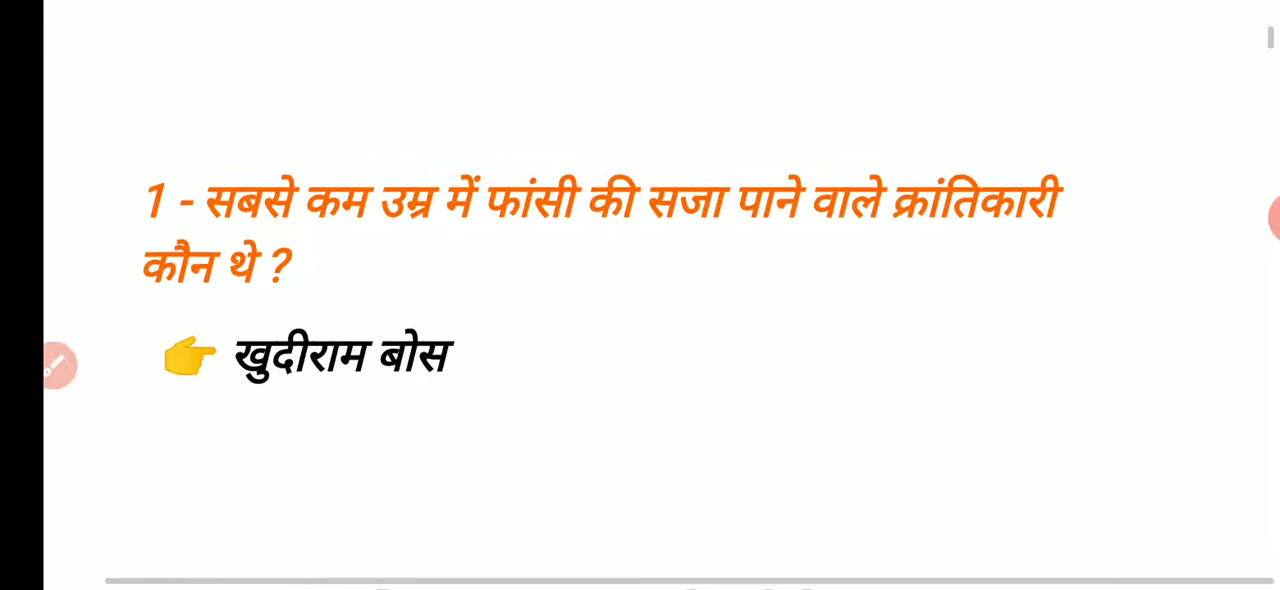 1 - सबसे कम उम्र में फांसी की सजा पाने वाले क्रांतिकारी
कौन थे ?
👉 खुदीराम बोस